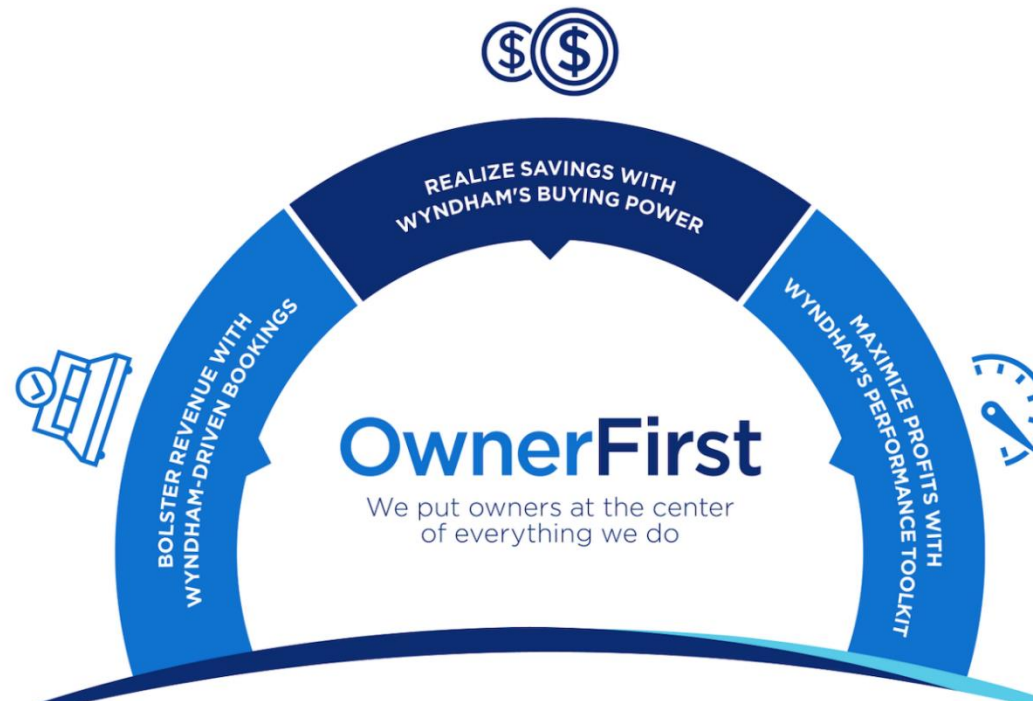 $ $
REALIZE SAVINGS WITH
WYNDHAM'S BUYING POWER
BOLSTER REVENUE WITH
WYNDHAM-DRIVEN BOOKINGS
MAXIMIZE PROFITS WITH
WYNDHAM'S PERFORMANCE TOOLKIT
OwnerFirst
We put owners at the center
of everything we do